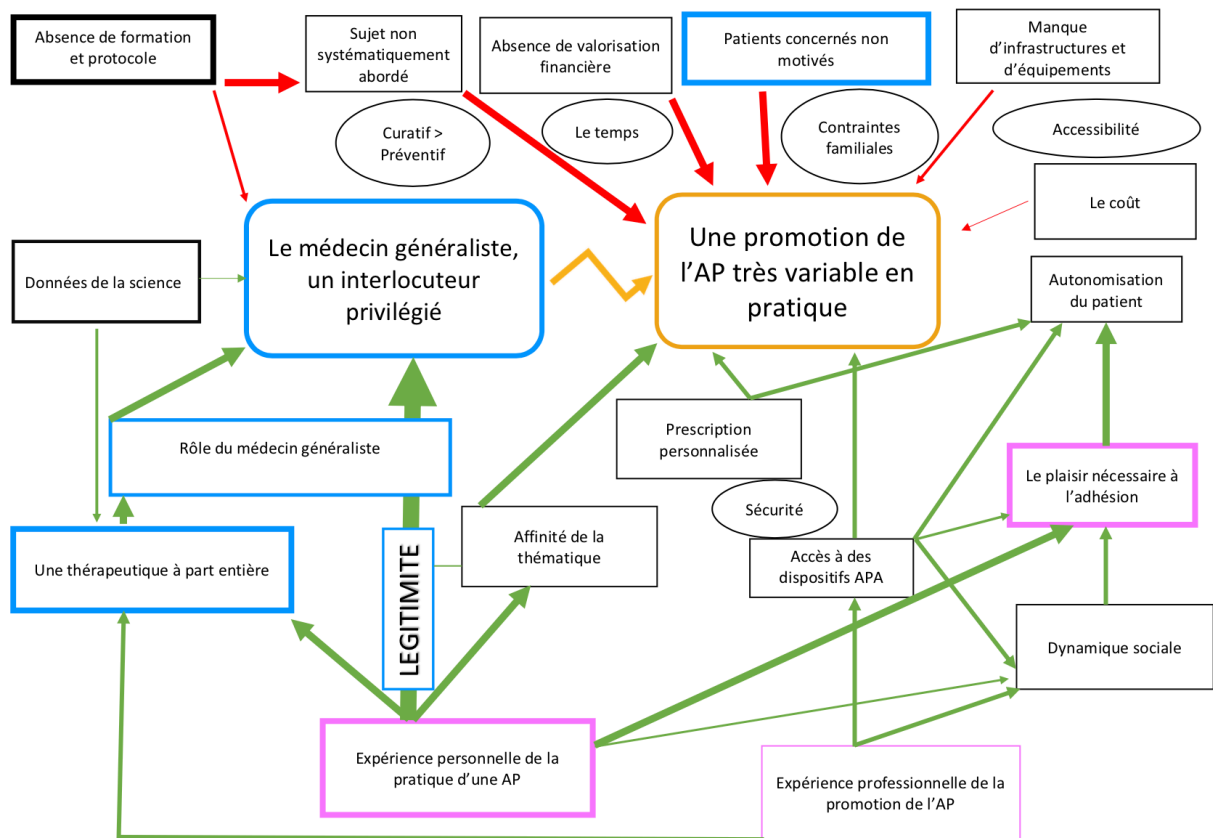 Absence de formation
et protocole
Sujet non
systématiquement
abordé
Absence de valorisation
financière
Patients concernés non
motivés
Manque
d’infrastructures et
d’équipements
Curatif >
Préventif
Le temps
Contraintes
familiales
Accessibilité
Le coût
Le médecin généraliste,
un interlocuteur
privilégié
Une promotion de
l’AP très variable en
pratique
Données de la science
Autonomisation
du patient
Rôle du médecin généraliste
Prescription
personnalisée
Le plaisir nécessaire à
l’adhésion
Sécurité
Une thérapeutique à part entière
LEGITIMITE
Affinité de la
thématique
Accès à des
dispositifs APA
Dynamique sociale
Expérience personnelle de la
pratique d’une AP
Expérience professionnelle de la
promotion de l’AP